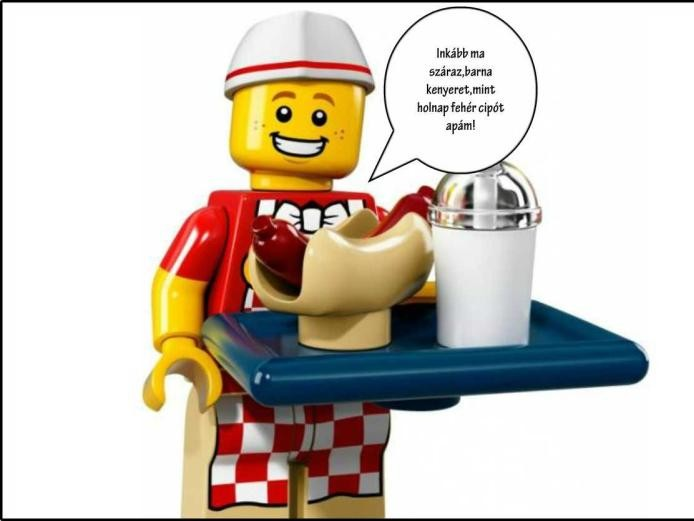 Inkább ma
száraz,barna
kenyeret,mint
holnap fehér cipót
apám!